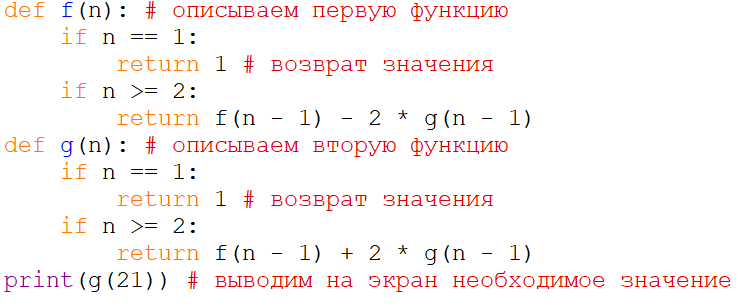 def f(n): # описываем первую функцию
    if n == 1:
        return 1 # возврат значения
    if n >= 2:
        return f(n - 1) - 2 * g(n - 1)
def g(n): # описываем вторую функцию
    if n == 1:
        return 1 # возврат значения
    if n >= 2:
        return f(n - 1) + 2 * g(n - 1)
print(g(21)) # выводим на экран необходимое значение